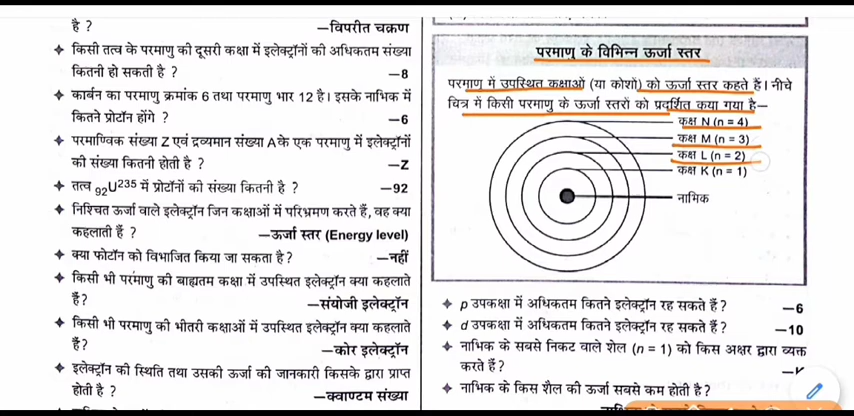 है ? —विपरीत चक्रण
❖ किसी तत्व के परमाणु की दूसरी कक्षा में इलेक्ट्रॉनों की अधिकतम संख्या
कितनी हो सकती है ? —8
❖ कार्बन का परमाणु क्रमांक 6 तथा परमाणु भार 12 है। इसके नाभिक में
कितने प्रोटॉन होंगे ? —6
❖ परमाण्विक संख्या Z एवं द्रव्यमान संख्या A के एक परमाणु में इलेक्ट्रॉनों
की संख्या कितनी होती है ? —Z
❖ तत्व ₉₂U²³⁵ में प्रोटॉनों की संख्या कितनी है ? —92
❖ निश्चित ऊर्जा वाले इलेक्ट्रॉन जिन कक्षाओं में परिभ्रमण करते हैं, वह क्या
कहलाती हैं ? —ऊर्जा स्तर (Energy level)
❖ क्या फोटॉन को विभाजित किया जा सकता है ? —नहीं
❖ किसी भी परमाणु की बाह्यतम कक्षा में उपस्थित इलेक्ट्रॉन क्या कहलाते
हैं? —संयोजी इलेक्ट्रॉन
❖ किसी भी परमाणु की भीतरी कक्षाओं में उपस्थित इलेक्ट्रॉन क्या कहलाते
हैं? —कोर इलेक्ट्रॉन
❖ इलेक्ट्रॉन की स्थिति तथा उसकी ऊर्जा की जानकारी किसके द्वारा प्राप्त
होती है ? —क्वाण्टम संख्या
परमाणु के विभिन्न ऊर्जा स्तर
परमाणु में उपस्थित कक्षाओं (या कोशों) को ऊर्जा स्तर कहते हैं। नीचे
चित्र में किसी परमाणु के ऊर्जा स्तरों को प्रदर्शित कया गया है—
कक्ष N (n = 4)
कक्ष M (n = 3)
कक्ष L (n = 2)
कक्ष K (n = 1)
नाभिक
❖ p उपकक्षा में अधिकतम कितने इलेक्ट्रॉन रह सकते हैं ? —6
❖ d उपकक्षा में अधिकतम कितने इलेक्ट्रॉन रह सकते हैं ? —10
❖ नाभिक के सबसे निकट वाले शेल (n = 1) को किस अक्षर द्वारा व्यक्त
करते हैं ?
❖ नाभिक के किस शैल की ऊर्जा सबसे कम होती है ?